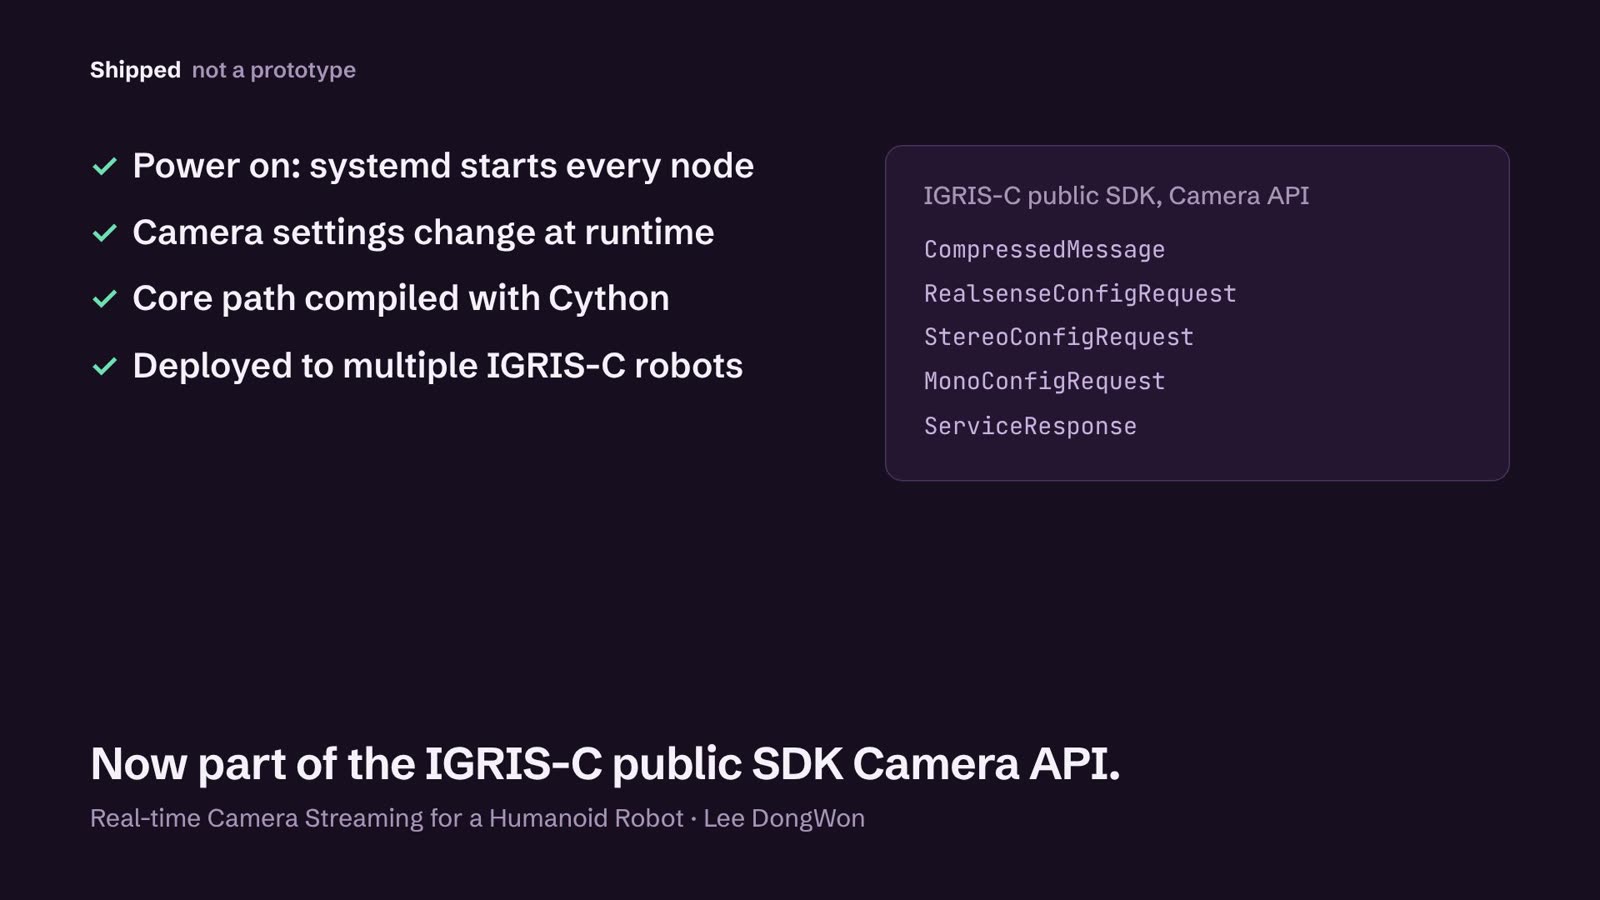 Shipped not a prototype
Power on: systemd starts every node
Camera settings change at runtime
Core path compiled with Cython
Deployed to multiple IGRIS-C robots
IGRIS-C public SDK, Camera API
CompressedMessage
RealsenseConfigRequest
StereoConfigRequest
MonoConfigRequest
ServiceResponse
Now part of the IGRIS-C public SDK Camera API.
Real-time Camera Streaming for a Humanoid Robot · Lee DongWon